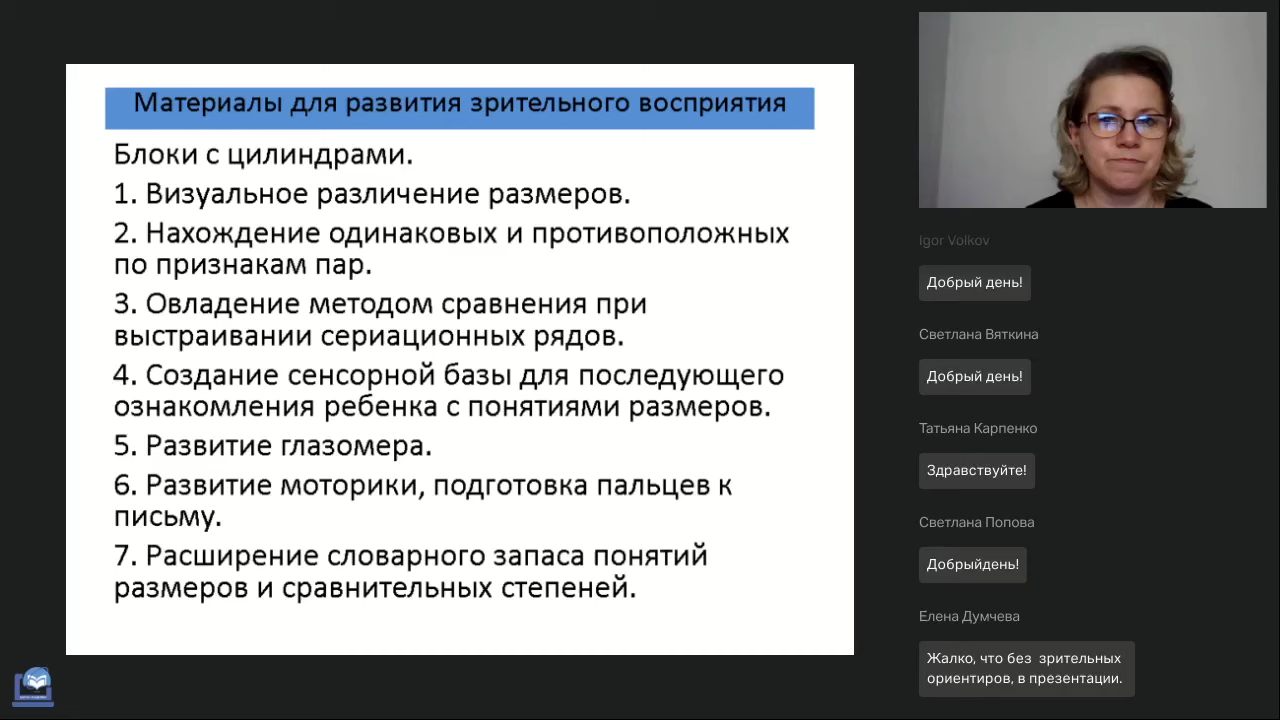 Материалы для развития зрительного восприятия
Блоки с цилиндрами.
1. Визуальное различение размеров.
2. Нахождение одинаковых и противоположных
по признакам пар.
3. Овладение методом сравнения при
выстраивании сериационных рядов.
4. Создание сенсорной базы для последующего
ознакомления ребенка с понятиями размеров.
5. Развитие глазомера.
6. Развитие моторики, подготовка пальцев к
письму.
7. Расширение словарного запаса понятий
размеров и сравнительных степеней.
Igor Volkov
Добрый день!
Светлана Вяткина
Добрый день!
Татьяна Карпенко
Здравствуйте!
Светлана Попова
Добрыйдень!
Елена Думчева
Жалко, что без  зрительных
ориентиров, в презентации.